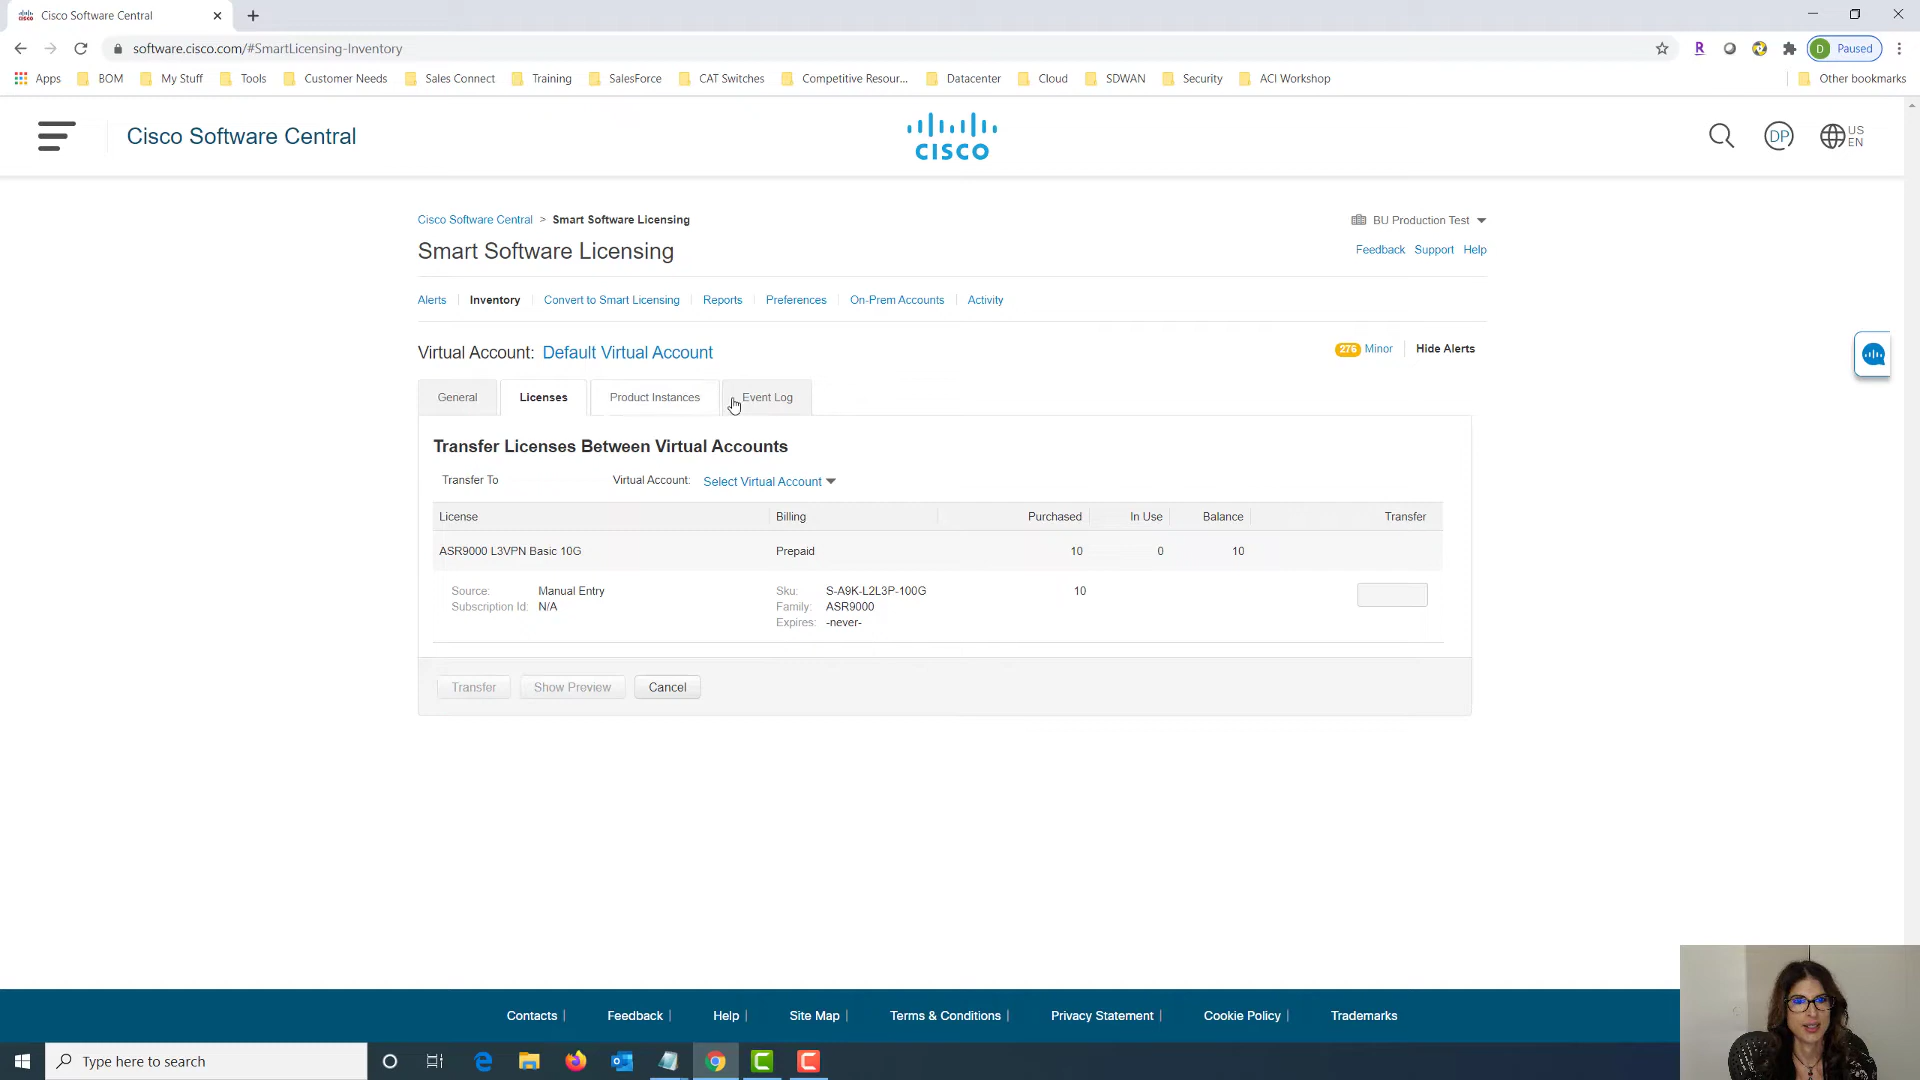 Cisco Software Central
software.cisco.com/#SmartLicensing-Inventory
D Paused
Apps BOM My Stuff Tools Customer Needs Sales Connect Training SalesForce CAT Switches Competitive Resour... Datacenter Cloud SDWAN Security ACI Workshop Other bookmarks
Cisco Software Central
CISCO
DP
US
EN
Cisco Software Central > Smart Software Licensing
BU Production Test
Smart Software Licensing
Feedback Support Help
Alerts | Inventory | Convert to Smart Licensing | Reports | Preferences | On-Prem Accounts | Activity
Virtual Account: Default Virtual Account
276 Minor | Hide Alerts
General Licenses Product Instances Event Log
Transfer Licenses Between Virtual Accounts
Transfer To Virtual Account: Select Virtual Account
License Billing Purchased In Use Balance Transfer
ASR9000 L3VPN Basic 10G Prepaid 10 0 10
Source: Manual Entry Sku: S-A9K-L2L3P-100G 10
Subscription Id: N/A Family: ASR9000
Expires: -never-
Transfer Show Preview Cancel
Contacts | Feedback | Help | Site Map | Terms & Conditions | Privacy Statement | Cookie Policy | Trademarks
Type here to search